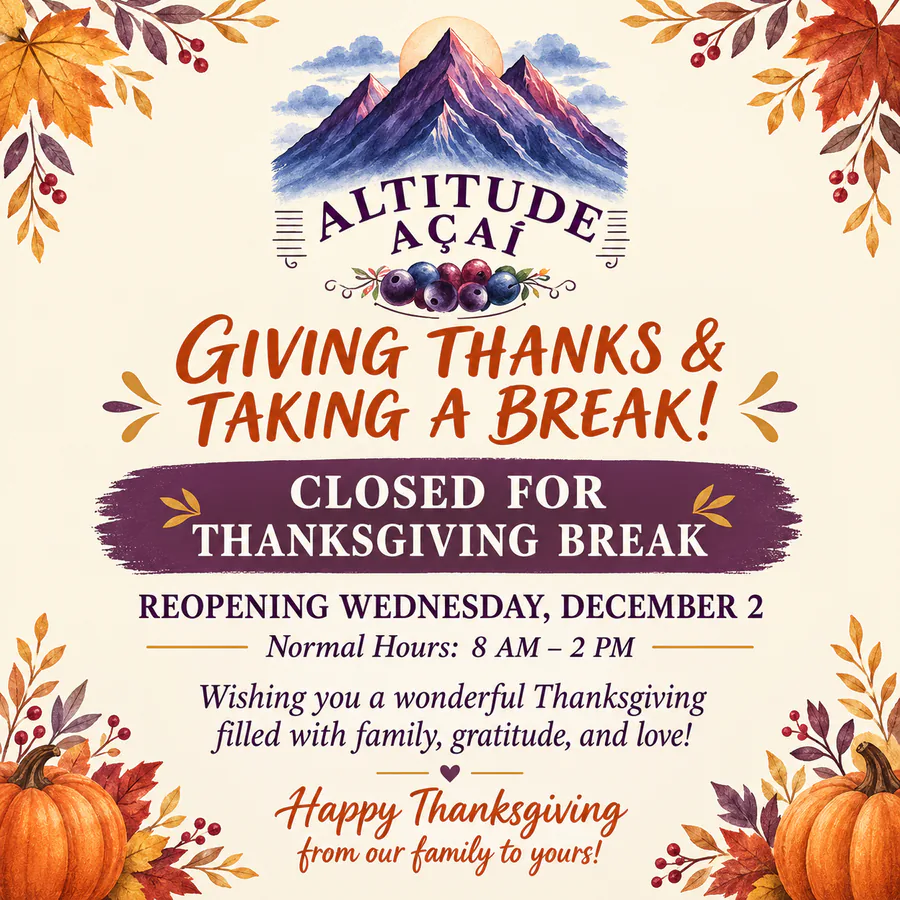 ALTITUDE
AÇAÍ
GIVING THANKS &
TAKING A BREAK!
CLOSED FOR
THANKSGIVING BREAK
REOPENING WEDNESDAY, DECEMBER 2
Normal Hours: 8 AM – 2 PM
Wishing you a wonderful Thanksgiving
filled with family, gratitude, and love!
Happy Thanksgiving
from our family to yours!